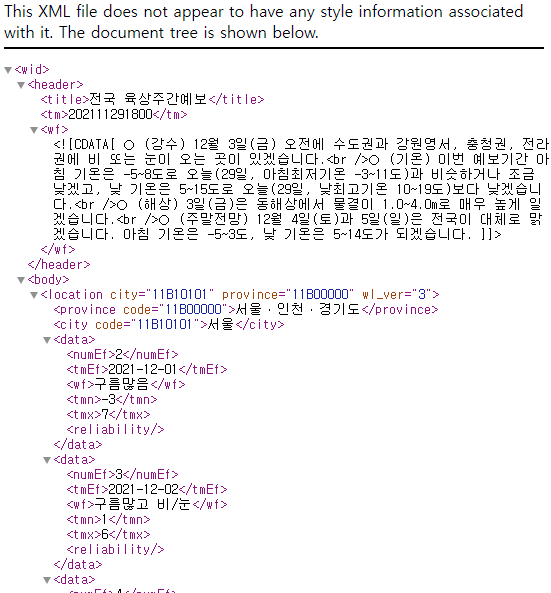 This XML file does not appear to have any style information associated
with it. The document tree is shown below.
▼<wid>
▼<header>
<title>전국 육상주간예보</title>
<tm>202111291800</tm>
▼<wf>
<![CDATA[ ○ (강수) 12월 3일(금) 오전에 수도권과 강원영서, 충청권, 전라
권에 비 또는 눈이 오는 곳이 있겠습니다.<br />○ (기온) 이번 예보기간 아
침 기온은 -5~8도로 오늘(29일, 아침최저기온 -3~11도)과 비슷하거나 조금
낮겠고, 낮 기온은 5~15도로 오늘(29일, 낮최고기온 10~19도)보다 낮겠습니
다.<br />○ (해상) 3일(금)은 동해상에서 물결이 1.0~4.0m로 매우 높게 일
겠습니다.<br />○ (주말전망) 12월 4일(토)과 5일(일)은 전국이 대체로 맑
겠습니다. 아침 기온은 -5~3도, 낮 기온은 5~14도가 되겠습니다. ]]>
</wf>
</header>
▼<body>
▼<location city="11B10101" province="11B00000" wl_ver="3">
<province code="11B00000">서울·인천·경기도</province>
<city code="11B10101">서울</city>
▼<data>
<numEf>2</numEf>
<tmEf>2021-12-01</tmEf>
<wf>구름많음</wf>
<tmn>-3</tmn>
<tmx>7</tmx>
<reliability/>
</data>
▼<data>
<numEf>3</numEf>
<tmEf>2021-12-02</tmEf>
<wf>구름많고 비/눈</wf>
<tmn>1</tmn>
<tmx>6</tmx>
<reliability/>
</data>
▼<data>
<numEf>4</numEf>